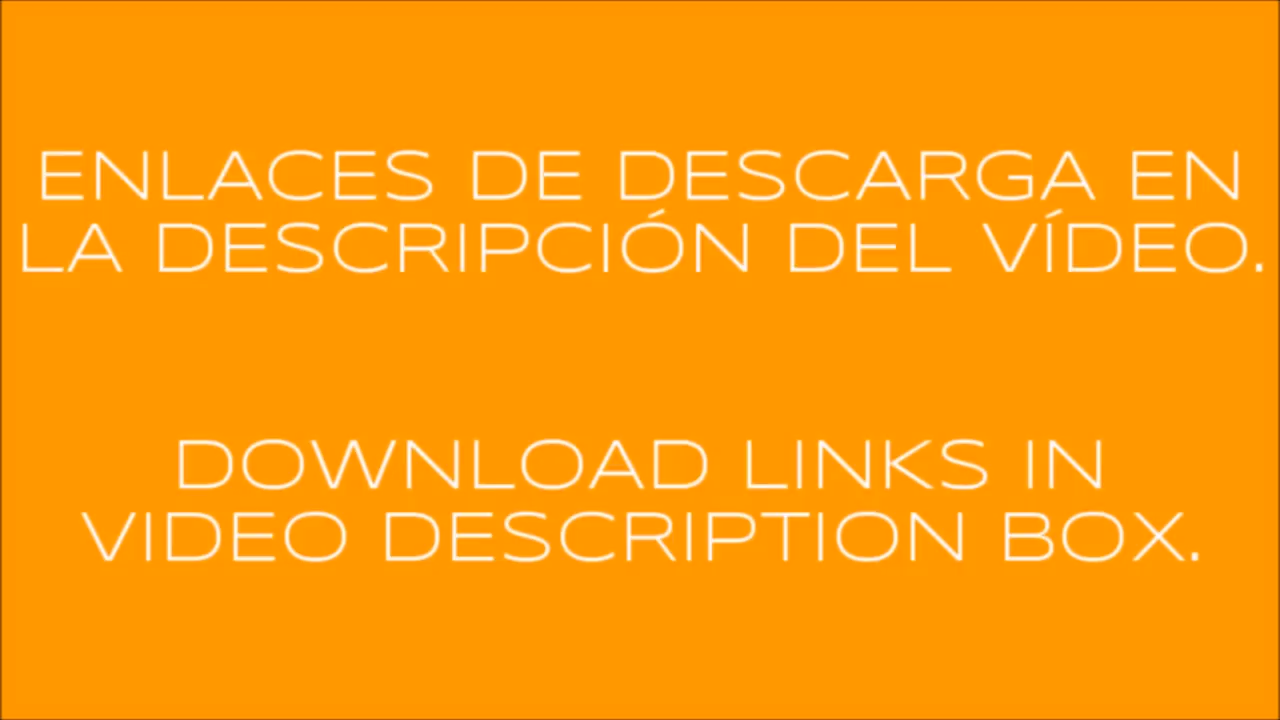 ENLACES DE DESCARGA EN
LA DESCRIPCIÓN DEL VÍDEO.
DOWNLOAD LINKS IN
VIDEO DESCRIPTION BOX.